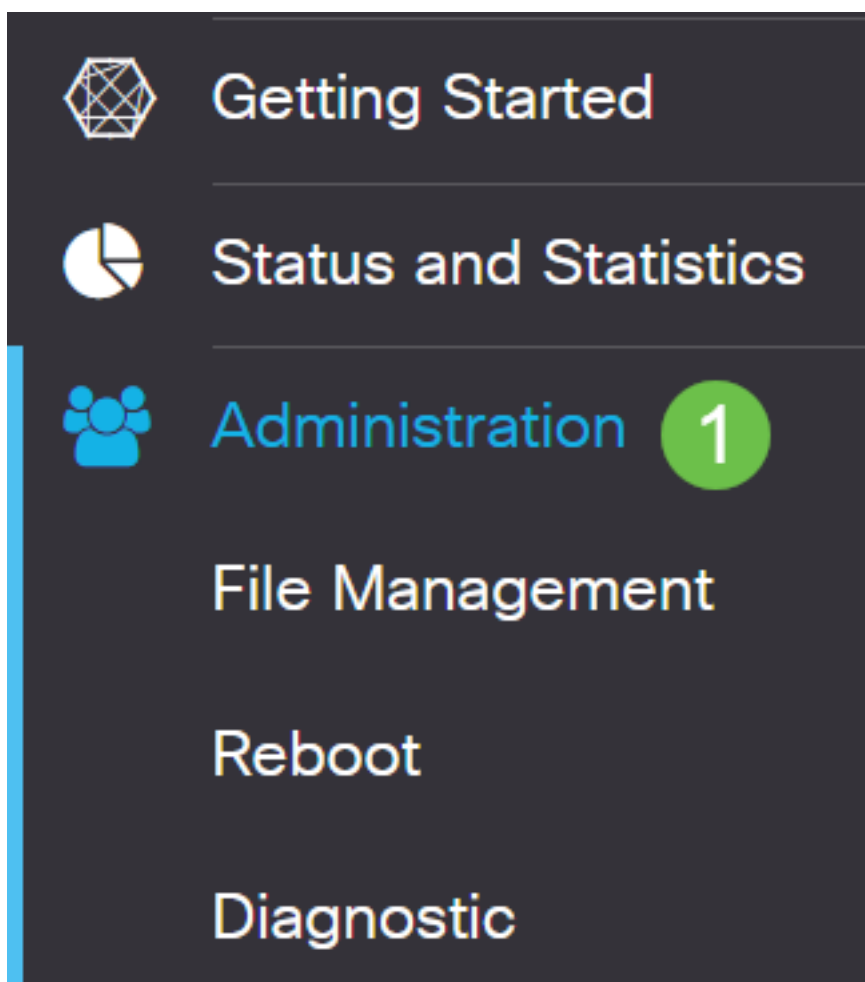 Getting Started
Status and Statistics
Administration 1
File Management
Reboot
Diagnostic